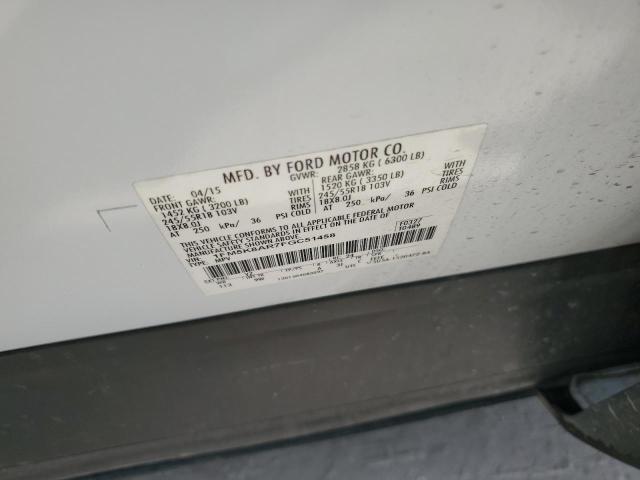 MFD. BY FORD MOTOR CO.
DATE: 04/15
GVWR: 2858 KG ( 6300 LB)
FRONT GAWR:
1452 KG ( 3200 LB)
245/55R18 103V
18X8.0J
AT 250 kPa/ 36 PSI COLD
WITH
TIRES
RIMS
REAR GAWR:
1520 KG ( 3350 LB)
245/55R18 103V
18X8.0J
AT 250 kPa/ 36 PSI COLD
WITH
TIRES
RIMS
THIS VEHICLE CONFORMS TO ALL APPLICABLE FEDERAL MOTOR
VEHICLE SAFETY STANDARDS IN EFFECT ON THE DATE OF
MANUFACTURE SHOWN ABOVE.
VIN: 1FM5K8AR7FGC51458
TYPE: MPV
F0327
113